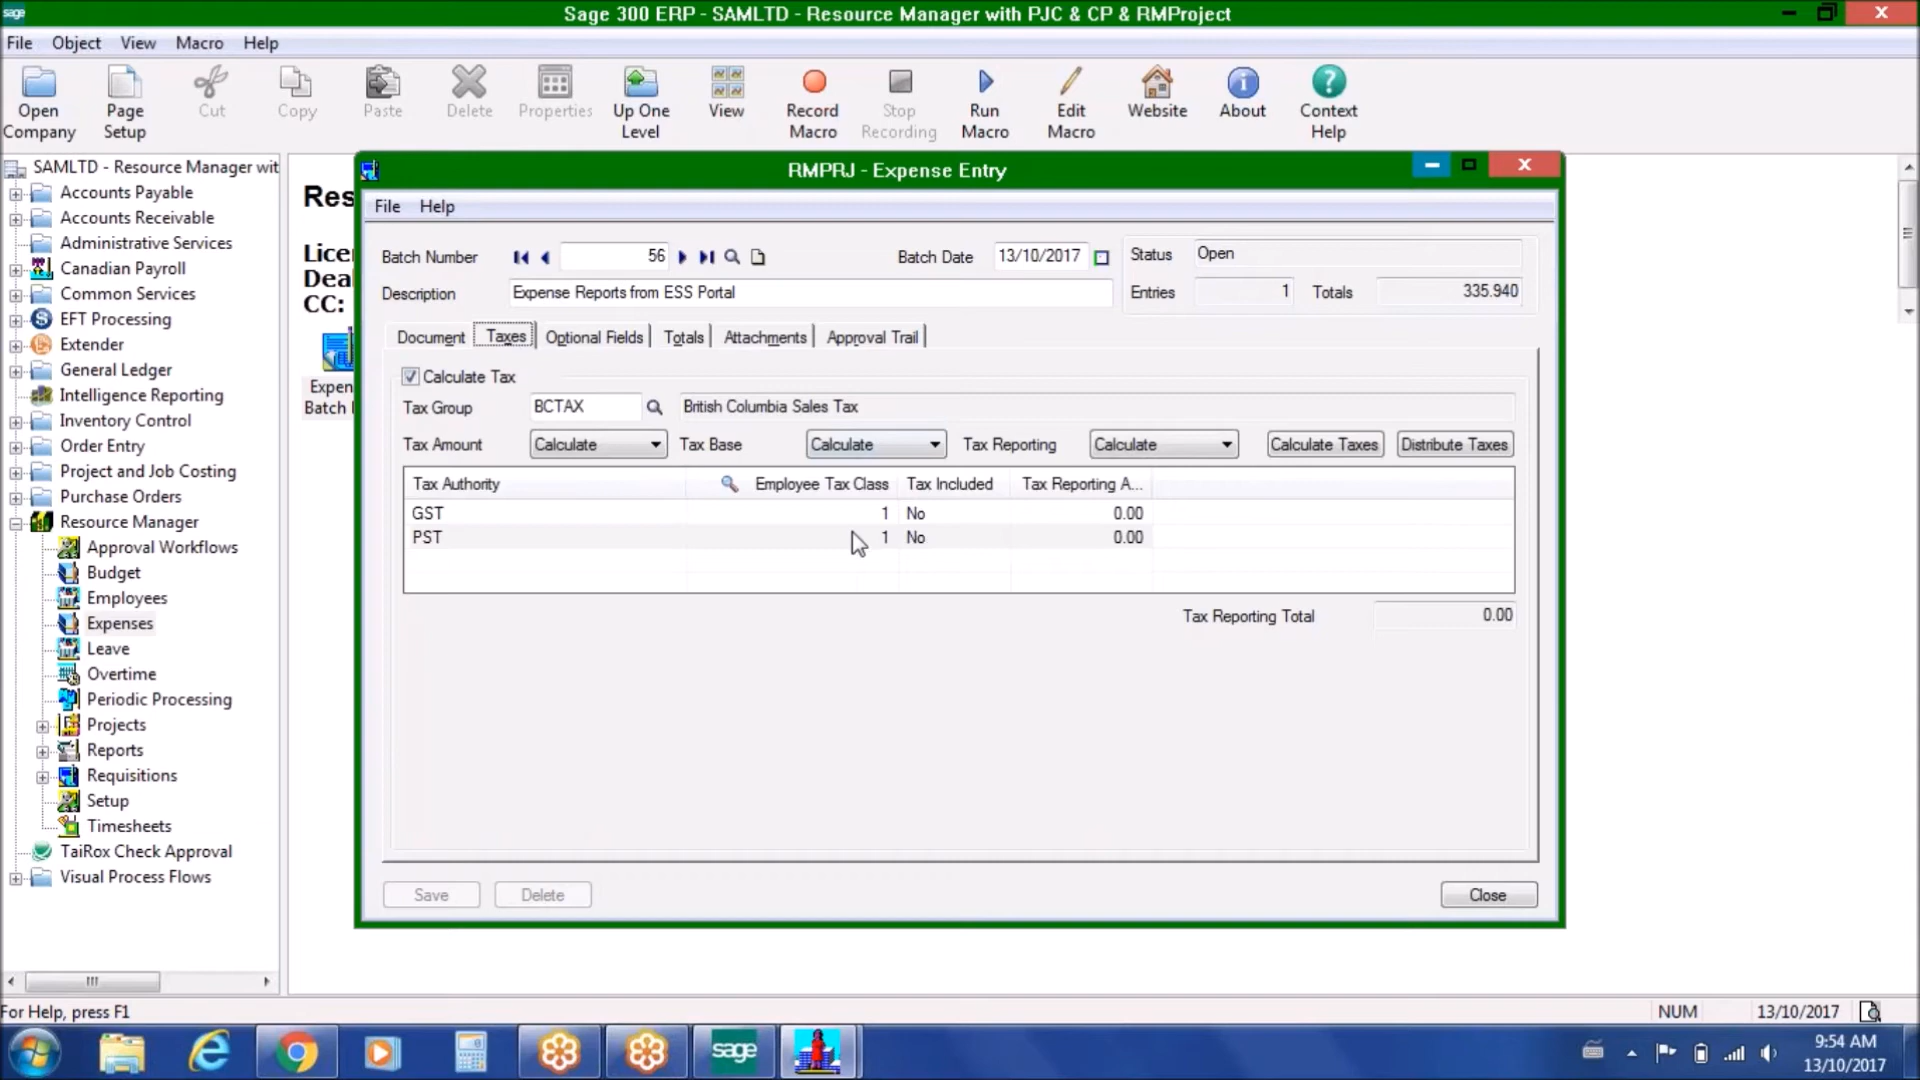 sage
Sage 300 ERP - SAMLTD - Resource Manager with PJC & CP & RMProject
File Object View Macro Help
Open Company
Page Setup
Cut
Copy
Paste
Delete
Properties
Up One Level
View
Record Macro
Stop Recording
Run Macro
Edit Macro
Website
About
Context Help
SAMLTD - Resource Manager wit
Accounts Payable
Accounts Receivable
Administrative Services
Canadian Payroll
Common Services
EFT Processing
Extender
General Ledger
Intelligence Reporting
Inventory Control
Order Entry
Project and Job Costing
Purchase Orders
Resource Manager
Approval Workflows
Budget
Employees
Expenses
Leave
Overtime
Periodic Processing
Projects
Reports
Requisitions
Setup
Timesheets
TaiRox Check Approval
Visual Process Flows
Res
Lice
Dea
CC:
Expen
Batch
RMPRJ - Expense Entry
File Help
Batch Number 56 Batch Date 13/10/2017 Status Open
Description Expense Reports from ESS Portal Entries 1 Totals 335.940
Document Taxes Optional Fields Totals Attachments Approval Trail
Calculate Tax
Tax Group BCTAX British Columbia Sales Tax
Tax Amount Calculate Tax Base Calculate Tax Reporting Calculate Calculate Taxes Distribute Taxes
Tax Authority Employee Tax Class Tax Included Tax Reporting A...
GST 1 No 0.00
PST 1 No 0.00
Tax Reporting Total 0.00
Save Delete Close
For Help, press F1 NUM 13/10/2017
sage
9:54 AM
13/10/2017